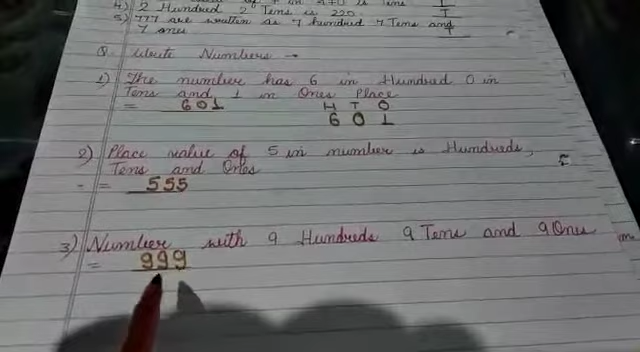 4) 2 Hundred 2 Tens is 220 T
5) 777 are written as 7 hundred 7 Tens and
7 ones T
Q. Write Numbers →
1) The number has 6 in Hundred 0 in
Tens and 1 in Ones Place
= 601
H T O
6 0 1
2) Place value of 5 in number is Hundreds,
Tens and Ones
= 555
3) Number with 9 Hundreds 9 Tens and 9 Ones
= 999